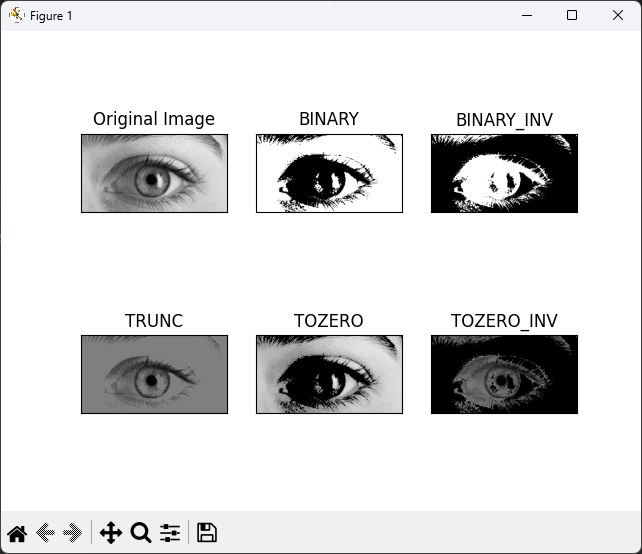 Figure 1
Original Image
BINARY
BINARY_INV
TRUNC
TOZERO
TOZERO_INV